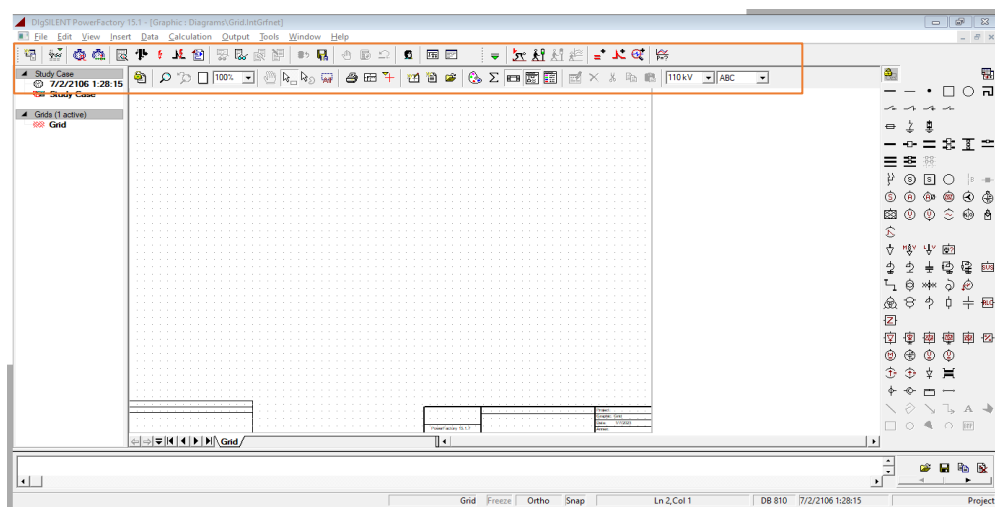 DIgSILENT PowerFactory 15.1 - [Graphic : Diagrams\Grid.IntGrfnet]
File Edit View Insert Data Calculation Output Tools Window Help
Study Case
7/2/2106 1:28:15
Study Case
100%
110 kV
ABC
Grids (1 active)
Grid
PowerFactory 15.1.7
Project:
Graphic: Grid
Date: 1/7/2022
Annex:
Grid
Grid Freeze Ortho Snap Ln 2,Col 1 DB 810 7/2/2106 1:28:15 Project